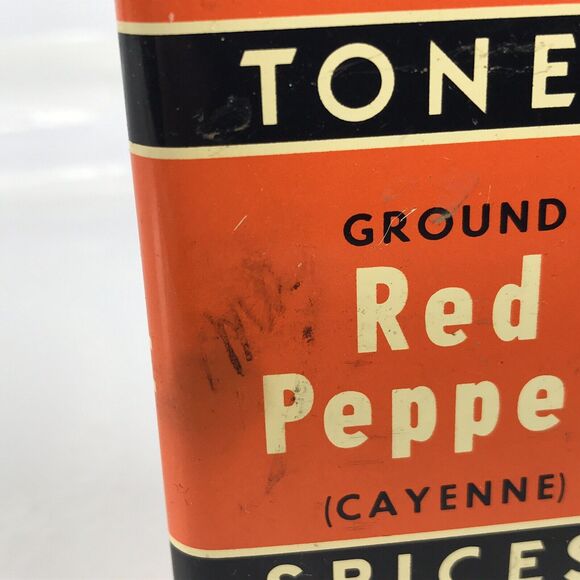 TONE
GROUND
Red
Peppe
(CAYENNE)
SPICES